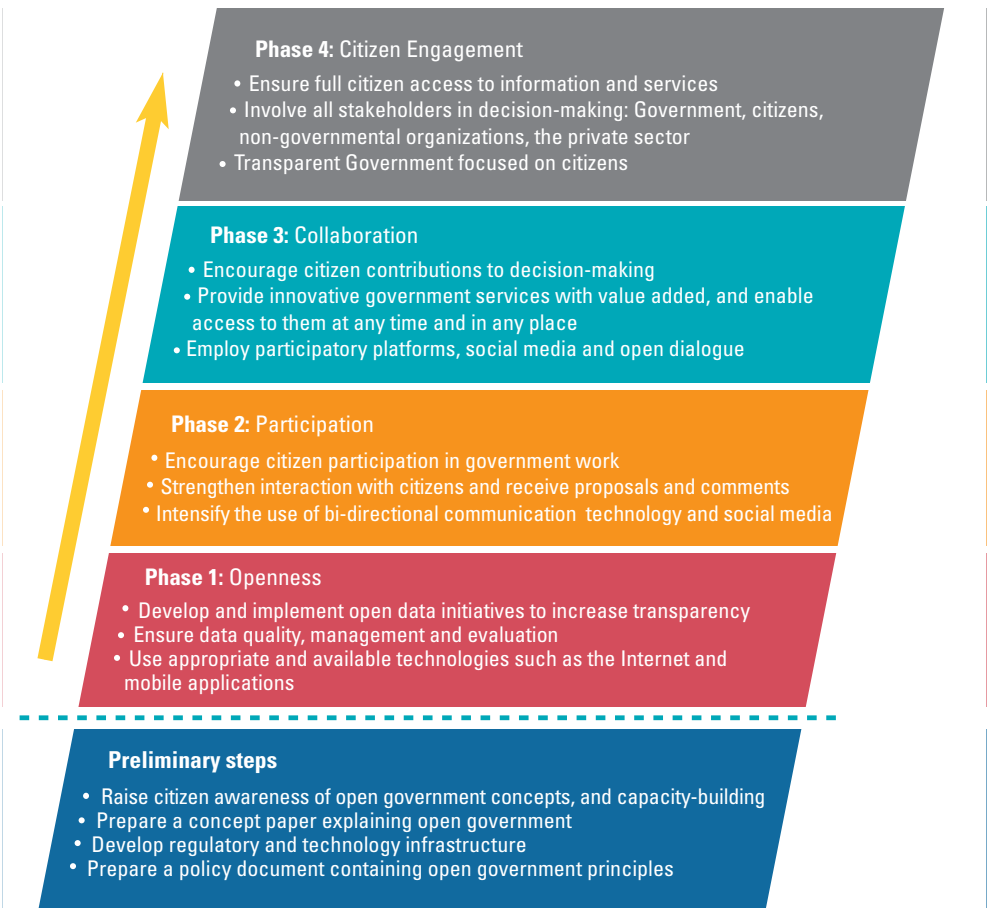 Phase 4: Citizen Engagement
• Ensure full citizen access to information and services
• Involve all stakeholders in decision-making: Government, citizens,
non-governmental organizations, the private sector
• Transparent Government focused on citizens
Phase 3: Collaboration
• Encourage citizen contributions to decision-making
• Provide innovative government services with value added, and enable
access to them at any time and in any place
• Employ participatory platforms, social media and open dialogue
Phase 2: Participation
• Encourage citizen participation in government work
• Strengthen interaction with citizens and receive proposals and comments
• Intensify the use of bi-directional communication technology and social media
Phase 1: Openness
• Develop and implement open data initiatives to increase transparency
• Ensure data quality, management and evaluation
• Use appropriate and available technologies such as the Internet and
mobile applications
Preliminary steps
• Raise citizen awareness of open government concepts, and capacity-building
• Prepare a concept paper explaining open government
• Develop regulatory and technology infrastructure
• Prepare a policy document containing open government principles